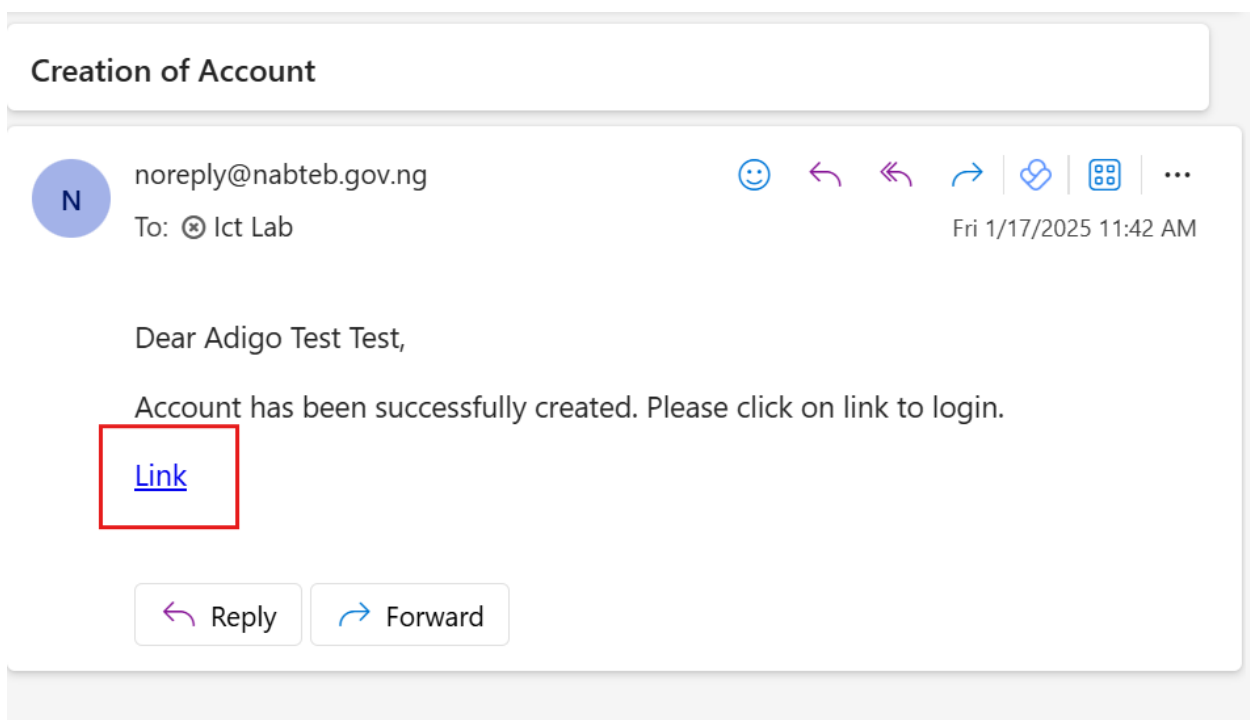 Creation of Account
N
noreply@nabteb.gov.ng
To: Ict Lab
Fri 1/17/2025 11:42 AM
Dear Adigo Test Test,
Account has been successfully created. Please click on link to login.
Link
Reply
Forward